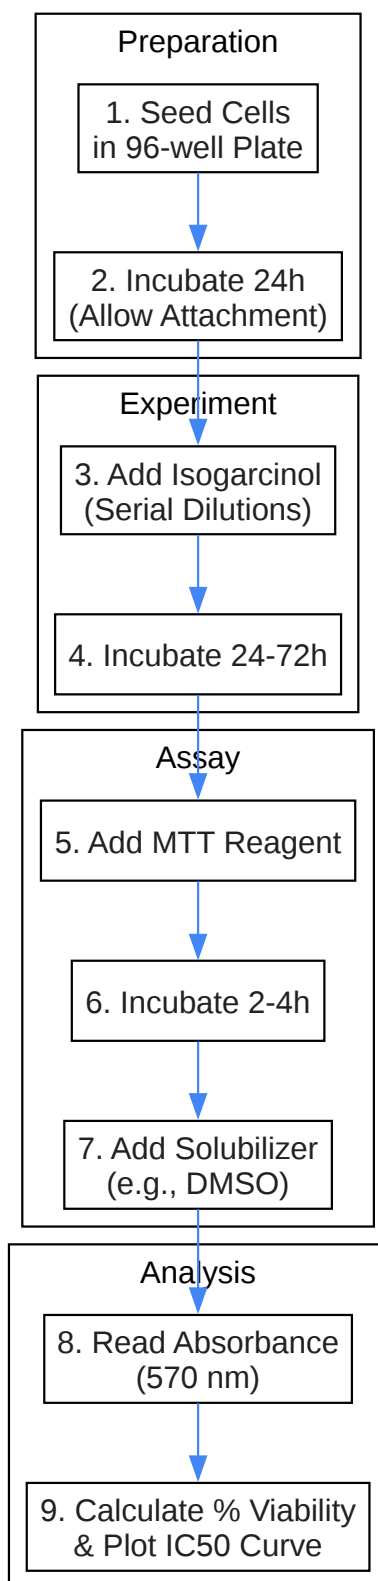 Preparation
1. Seed Cells
in 96-well Plate
2. Incubate 24h
(Allow Attachment)
Experiment
3. Add Isogarcinol
(Serial Dilutions)
4. Incubate 24-72h
Assay
5. Add MTT Reagent
6. Incubate 2-4h
7. Add Solubilizer
(e.g., DMSO)
Analysis
8. Read Absorbance
(570 nm)
9. Calculate % Viability
& Plot IC50 Curve